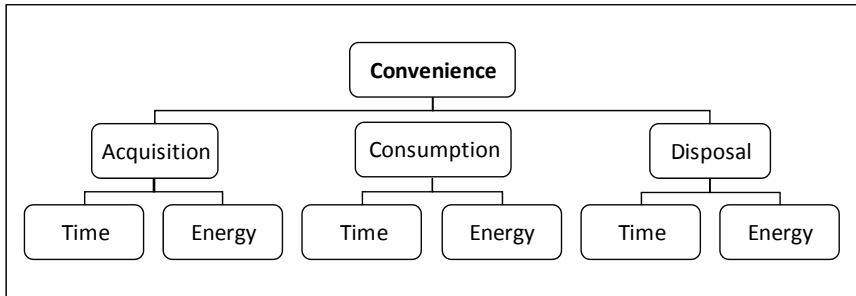 Convenience
Acquisition Consumption Disposal
Time Energy Time Energy Time Energy